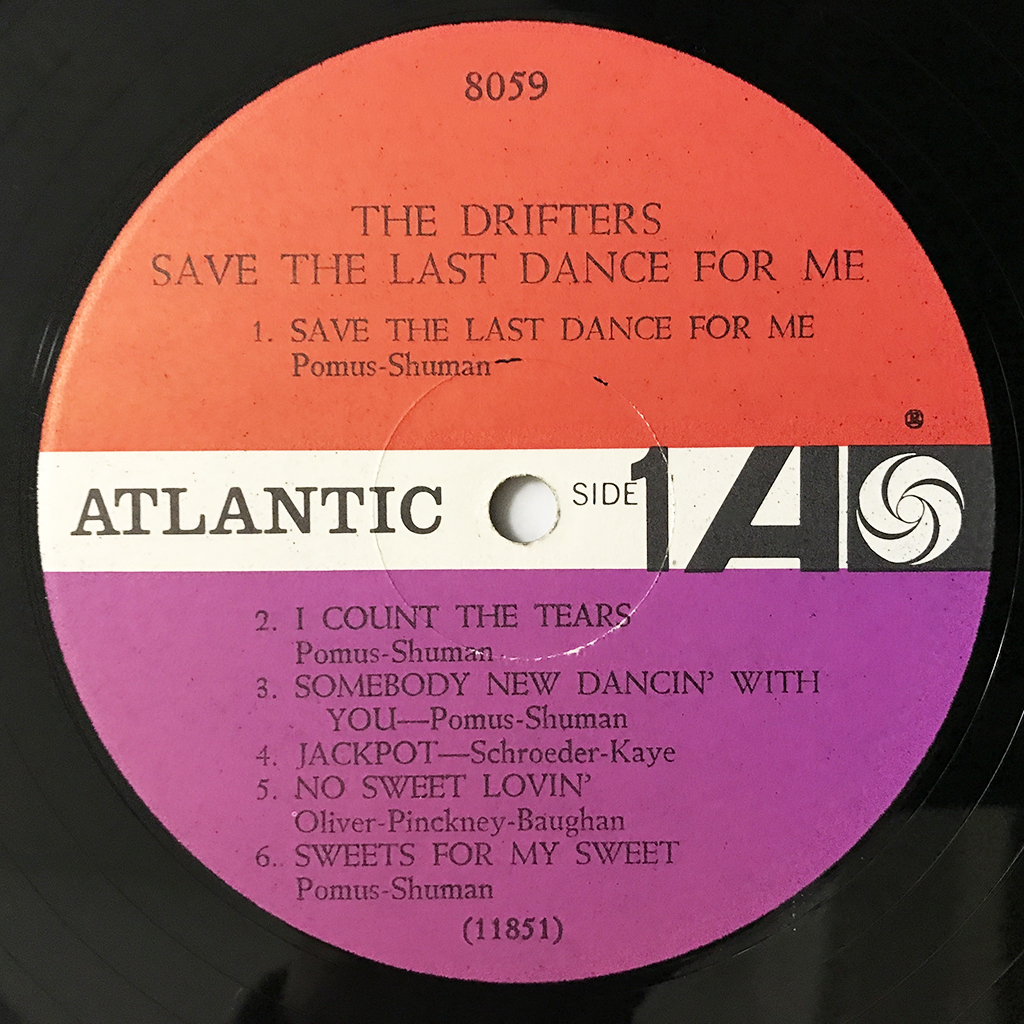 8059
THE DRIFTERS
SAVE THE LAST DANCE FOR ME
1. SAVE THE LAST DANCE FOR ME
Pomus-Shuman
ATLANTIC SIDE 1 A
2. I COUNT THE TEARS
Pomus-Shuman
3. SOMEBODY NEW DANCIN' WITH
YOU—Pomus-Shuman
4. JACKPOT—Schroeder-Kaye
5. NO SWEET LOVIN'
Oliver-Pinckney-Baughan
6. SWEETS FOR MY SWEET
Pomus-Shuman
(11851)